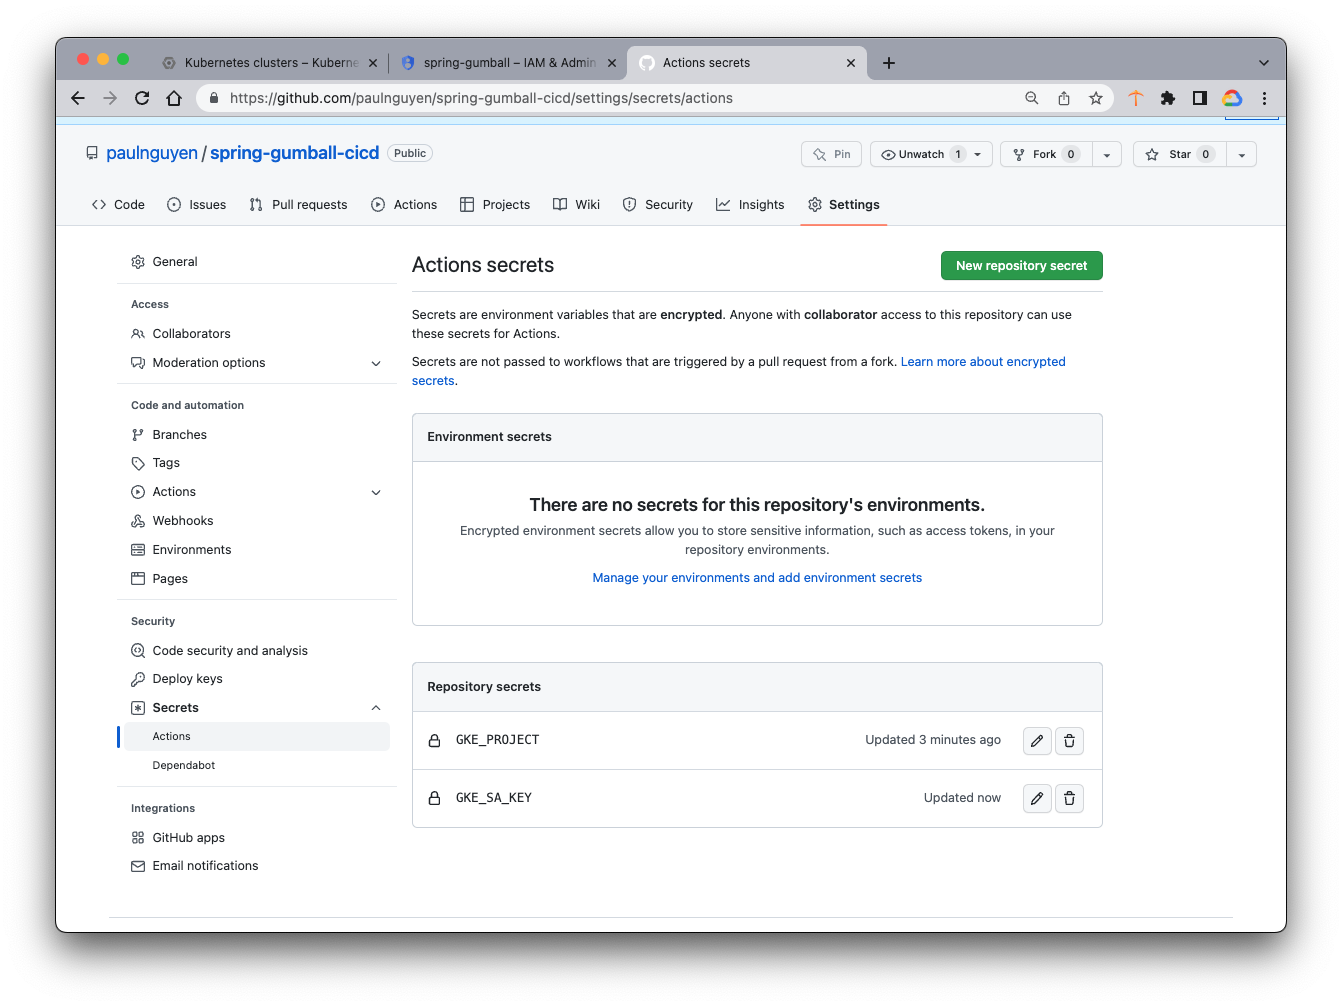 Kubernetes clusters – Kuberne
spring-gumball – IAM & Admin
Actions secrets
https://github.com/paulnguyen/spring-gumball-cicd/settings/secrets/actions
paulnguyen / spring-gumball-cicd Public
Pin
Unwatch 1
Fork 0
Star 0
Code
Issues
Pull requests
Actions
Projects
Wiki
Security
Insights
Settings
General
Access
Collaborators
Moderation options
Code and automation
Branches
Tags
Actions
Webhooks
Environments
Pages
Security
Code security and analysis
Deploy keys
Secrets
Actions
Dependabot
Integrations
GitHub apps
Email notifications
Actions secrets
New repository secret
Secrets are environment variables that are encrypted. Anyone with collaborator access to this repository can use
these secrets for Actions.
Secrets are not passed to workflows that are triggered by a pull request from a fork. Learn more about encrypted
secrets.
Environment secrets
There are no secrets for this repository's environments.
Encrypted environment secrets allow you to store sensitive information, such as access tokens, in your
repository environments.
Manage your environments and add environment secrets
Repository secrets
GKE_PROJECT Updated 3 minutes ago
GKE_SA_KEY Updated now